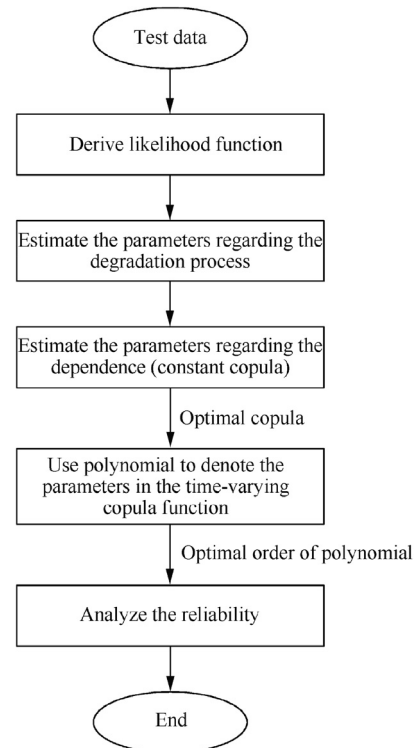 Test data
Derive likelihood function
Estimate the parameters regarding the
degradation process
Estimate the parameters regarding the
dependence (constant copula)
Optimal copula
Use polynomial to denote the
parameters in the time-varying
copula function
Optimal order of polynomial
Analyze the reliability
End